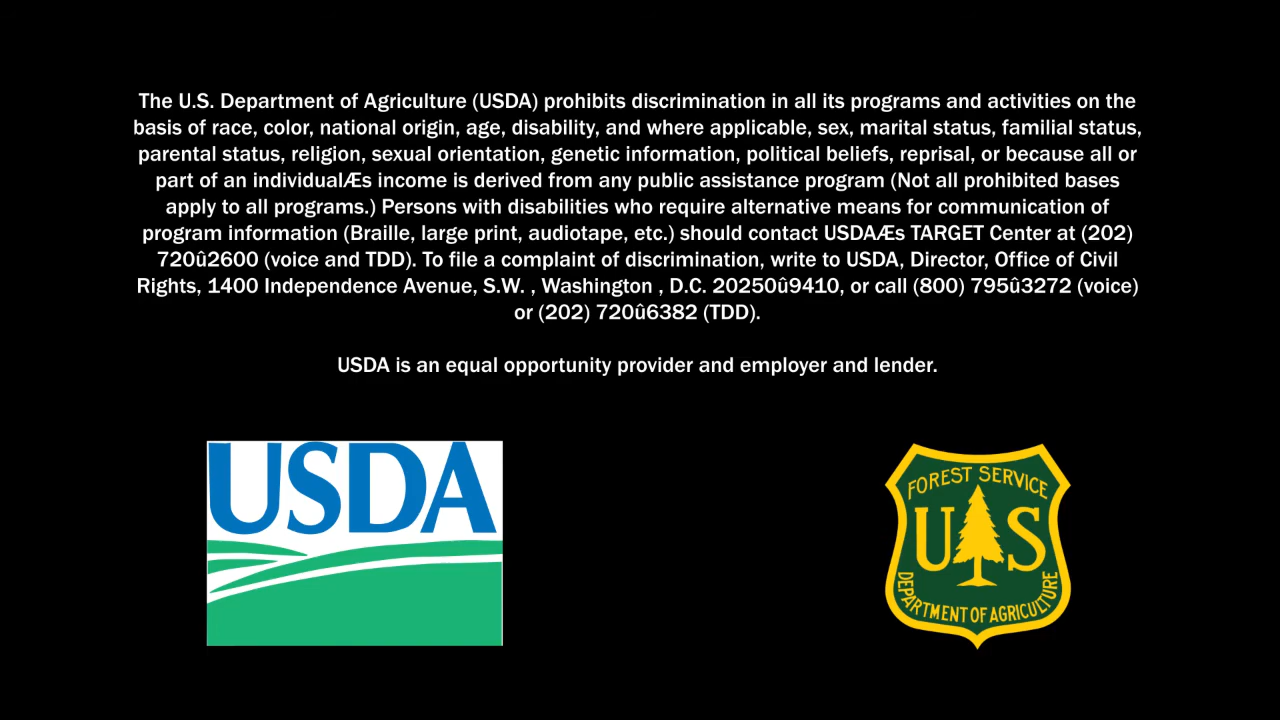 The U.S. Department of Agriculture (USDA) prohibits discrimination in all its programs and activities on the
basis of race, color, national origin, age, disability, and where applicable, sex, marital status, familial status,
parental status, religion, sexual orientation, genetic information, political beliefs, reprisal, or because all or
part of an individualÆs income is derived from any public assistance program (Not all prohibited bases
apply to all programs.) Persons with disabilities who require alternative means for communication of
program information (Braille, large print, audiotape, etc.) should contact USDAÆs TARGET Center at (202)
720û2600 (voice and TDD). To file a complaint of discrimination, write to USDA, Director, Office of Civil
Rights, 1400 Independence Avenue, S.W. , Washington , D.C. 20250û9410, or call (800) 795û3272 (voice)
or (202) 720û6382 (TDD).
USDA is an equal opportunity provider and employer and lender.
USDA
FOREST SERVICE
U S
DEPARTMENT OF AGRICULTURE